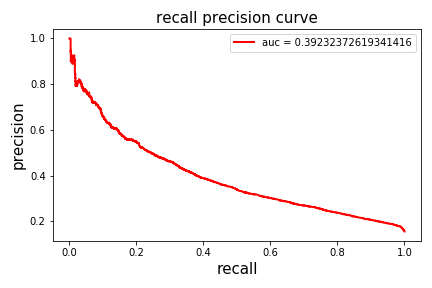 recall precision curve
auc = 0.39232372619341416
precision
1.0
0.8
0.6
0.4
0.2
0.0 0.2 0.4 0.6 0.8 1.0
recall